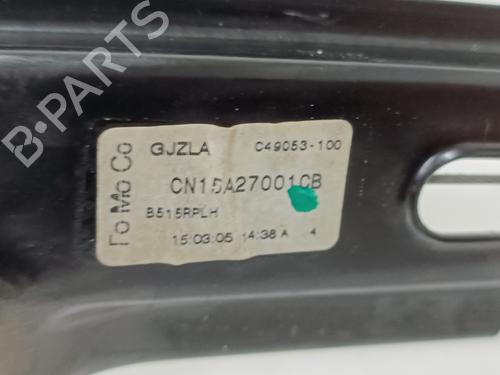 FoMoCo
GJZLA C49053-100
CN15A27001CB
B515RPLH
15:03:05 14:38 A 4
B-PARTS